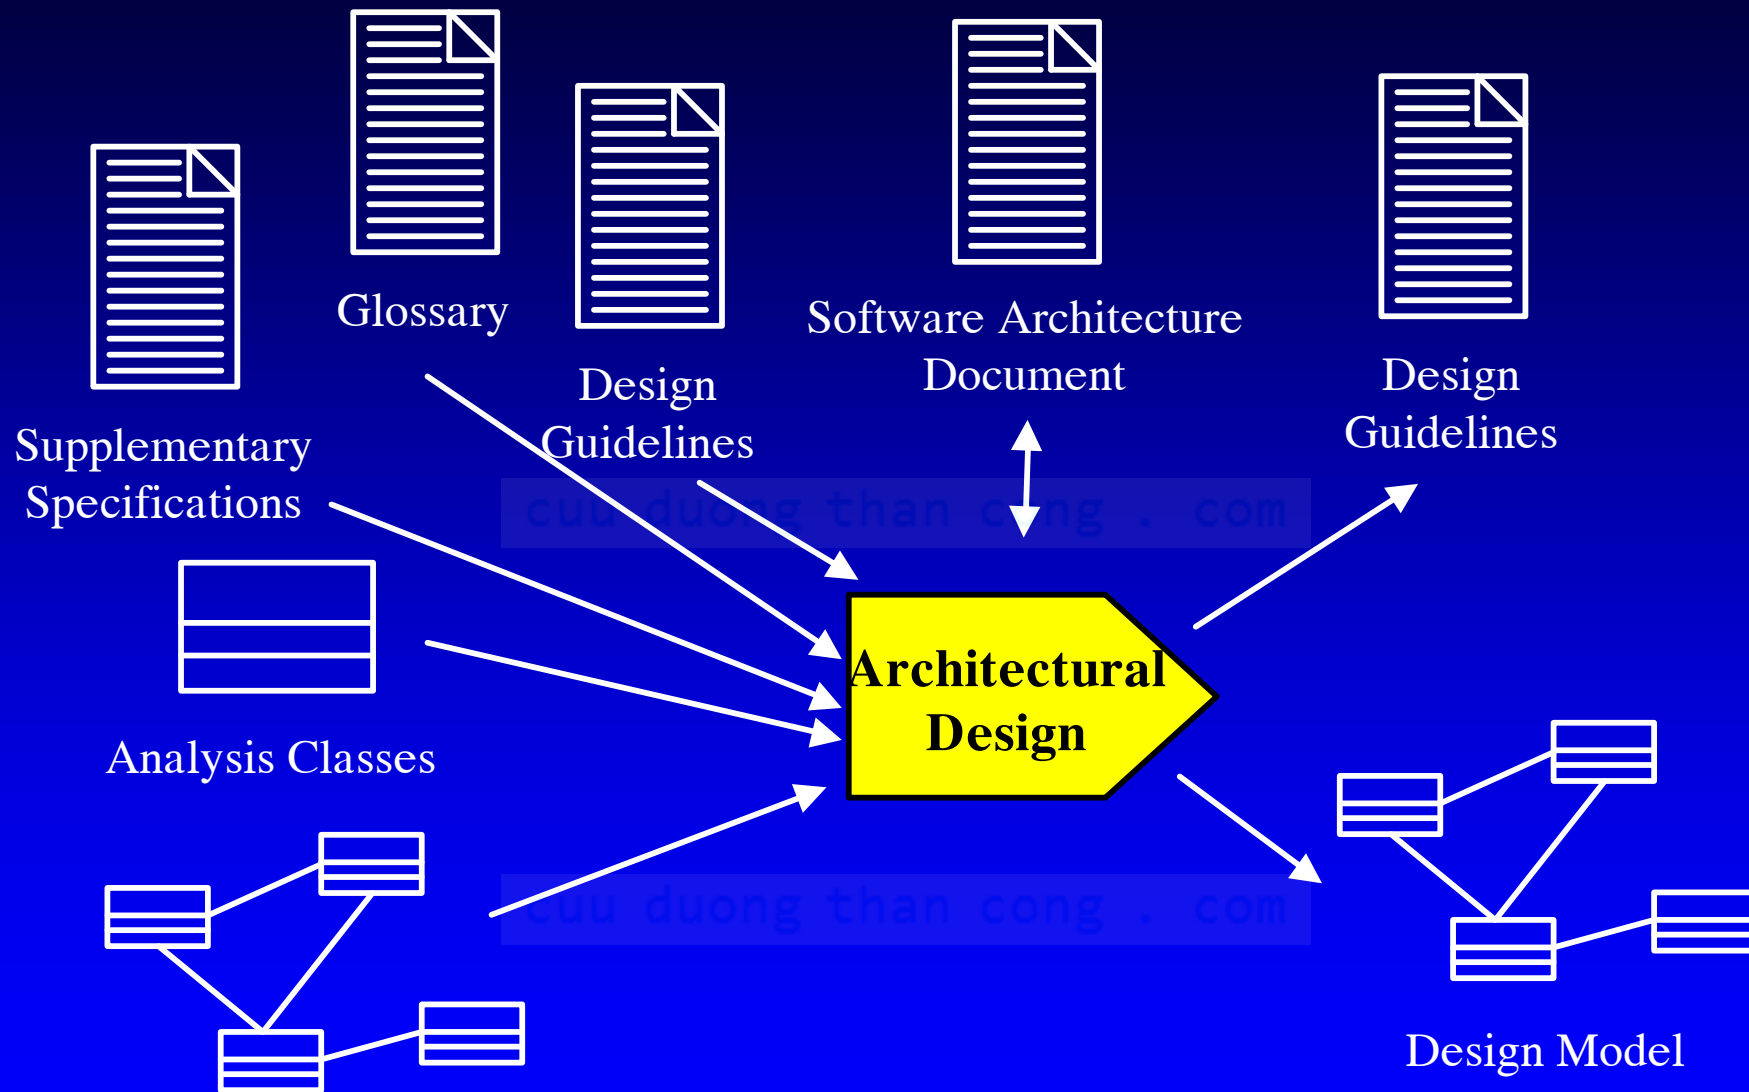 Glossary
Software Architecture
Document
Design
Guidelines
Design
Guidelines
Supplementary
Specifications
cuu duong than cong . com
Architectural
Design
Analysis Classes
cuu duong than cong . com
Design Model